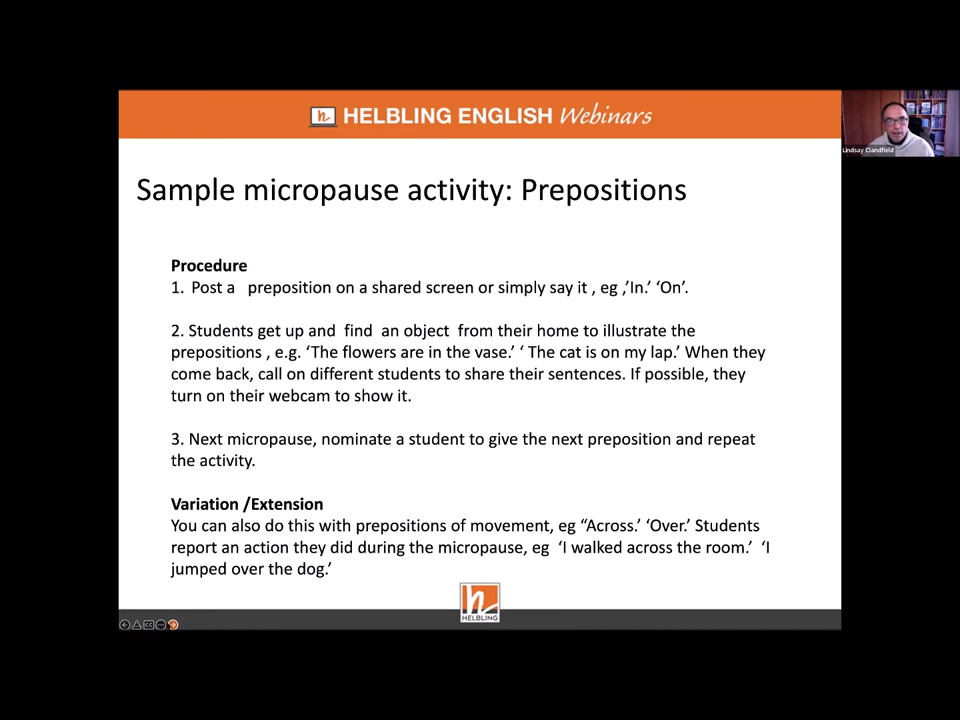 HELBLING ENGLISH Webinars
Lindsay Clandfield
Sample micropause activity: Prepositions
Procedure
1. Post a preposition on a shared screen or simply say it , eg ,'In.' 'On'.
2. Students get up and find an object from their home to illustrate the
prepositions , e.g. 'The flowers are in the vase.' ' The cat is on my lap.' When they
come back, call on different students to share their sentences. If possible, they
turn on their webcam to show it.
3. Next micropause, nominate a student to give the next preposition and repeat
the activity.
Variation /Extension
You can also do this with prepositions of movement, eg “Across.’ ‘Over.’ Students
report an action they did during the micropause, eg ‘I walked across the room.’ ‘I
jumped over the dog.’
HELBLING